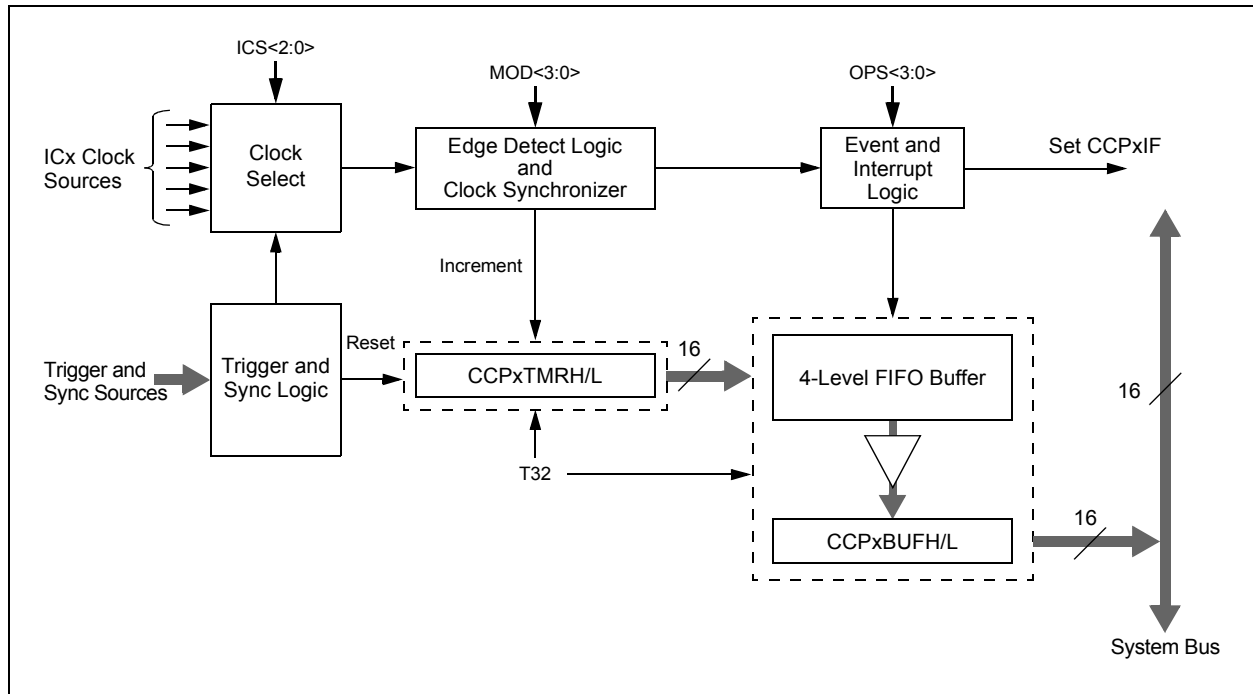 ICS<2:0>
MOD<3:0>
OPS<3:0>
ICx Clock
Sources
Clock
Select
Edge Detect Logic
and
Clock Synchronizer
Event and
Interrupt
Logic
Set CCPxIF
Increment
Reset
Trigger and
Sync Sources
Trigger and
Sync Logic
CCPxTMRH/L
16
4-Level FIFO Buffer
16
T32
CCPxBUFH/L
16
System Bus